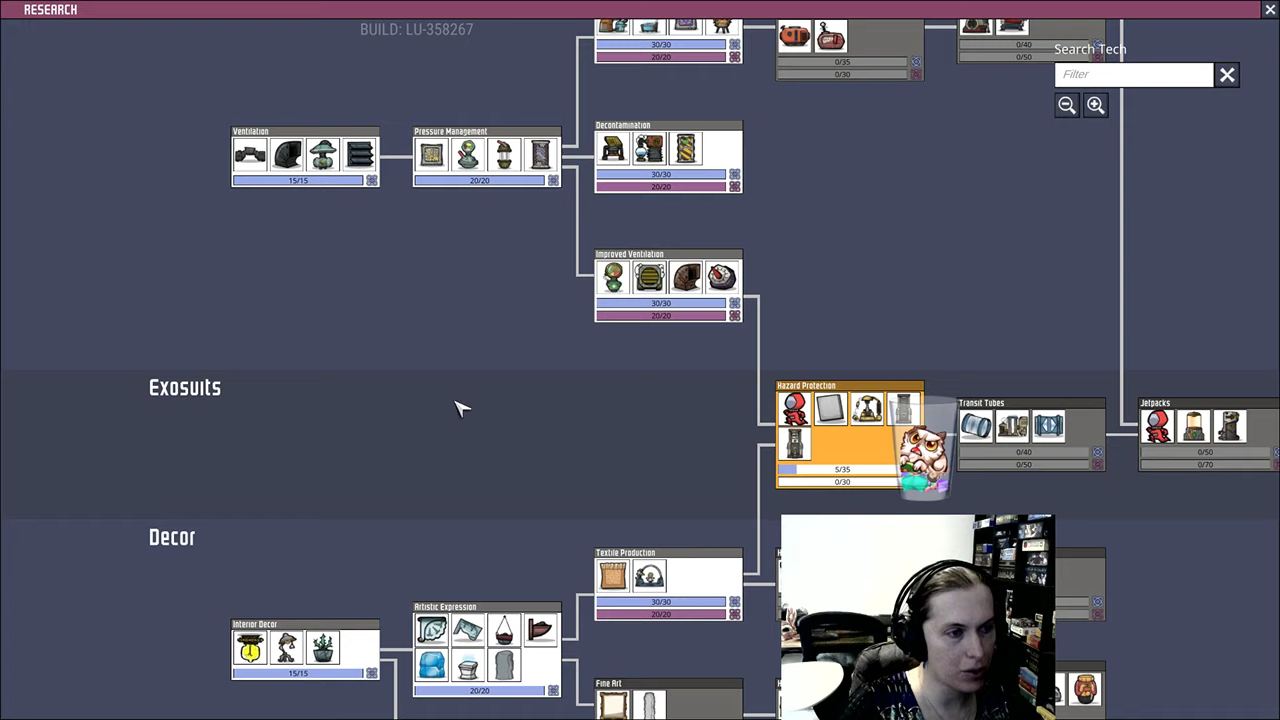 RESEARCH
BUILD: LU-358267
30/30
20/20
0/35
0/30
0/40
0/50
Search Tech
Filter
Ventilation
15/15
Pressure Management
20/20
Decontamination
30/30
20/20
Improved Ventilation
30/30
20/20
Exosuits
Hazard Protection
5/35
0/30
Transit Tubes
0/40
0/50
Jetpacks
0/50
0/70
Decor
Textile Production
30/30
20/20
Interior Decor
15/15
Artistic Expression
20/20
Fine Art